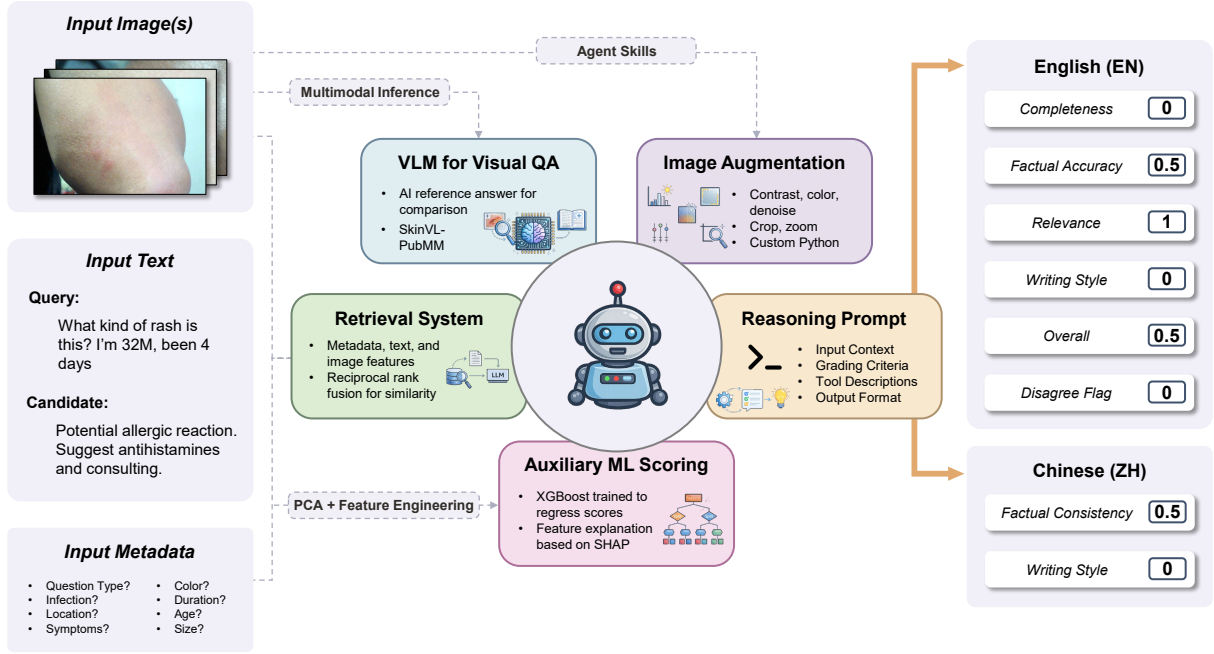 Input Image(s)
Agent Skills
Multimodal Inference
Input Text
Query:
What kind of rash is
this? I'm 32M, been 4
days
Candidate:
Potential allergic reaction.
Suggest antihistamines
and consulting.
Input Metadata
• Question Type?
• Infection?
• Location?
• Symptoms?
• Color?
• Duration?
• Age?
• Size?
VLM for Visual QA
• AI reference answer for
comparison
• SkinVL-
PubMM
Image Augmentation
• Contrast, color,
denoise
• Crop, zoom
• Custom Python
Retrieval System
• Metadata, text, and
image features
• Reciprocal rank
fusion for similarity
LLM
Reasoning Prompt
• Input Context
• Grading Criteria
• Tool Descriptions
• Output Format
PCA + Feature Engineering
Auxiliary ML Scoring
• XGBoost trained to
regress scores
• Feature explanation
based on SHAP
English (EN)
Completeness 0
Factual Accuracy 0.5
Relevance 1
Writing Style 0
Overall 0.5
Disagree Flag 0
Chinese (ZH)
Factual Consistency 0.5
Writing Style 0